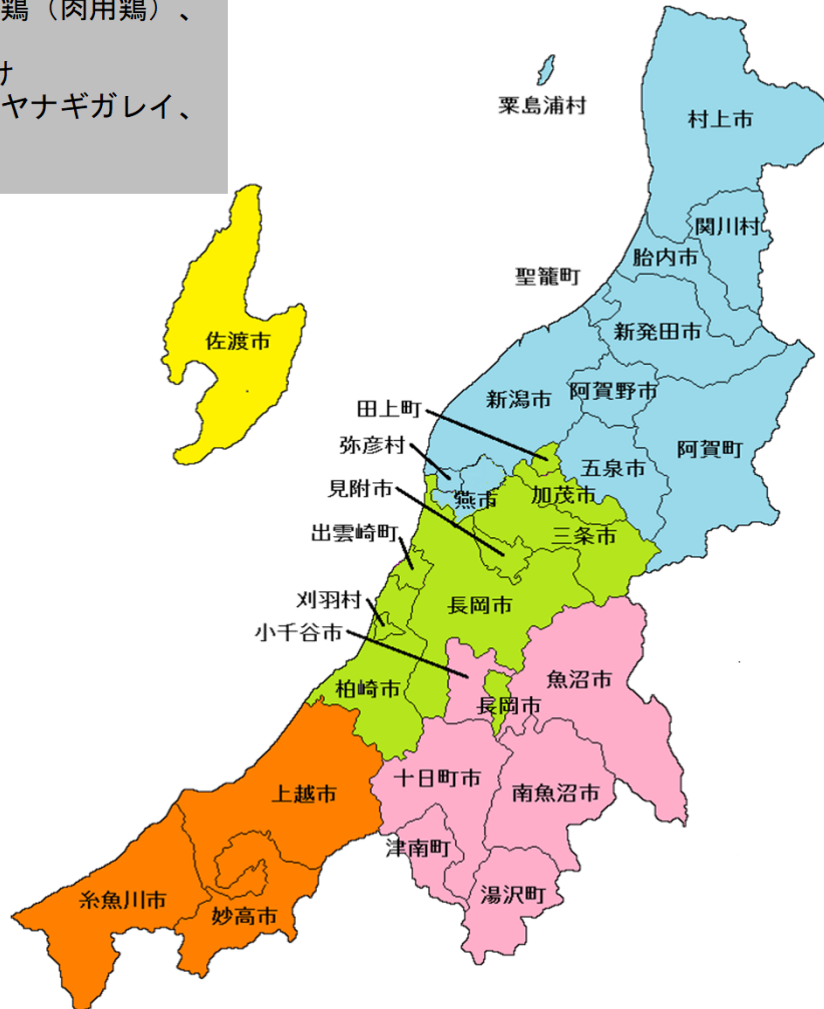 鶏（肉用鶏）、
け
ヤナギガレイ、
村上市
粟島浦村
関川村
胎内市
聖籠町
新発田市
佐渡市
阿賀野市
新潟市
田上町
弥彦村
阿賀町
五泉市
見附市
加茂市
燕市
出雲崎町
三条市
刈羽村
長岡市
小千谷市
魚沼市
柏崎市
長岡市
十日町市
上越市
南魚沼市
津南町
湯沢町
糸魚川市
妙高市